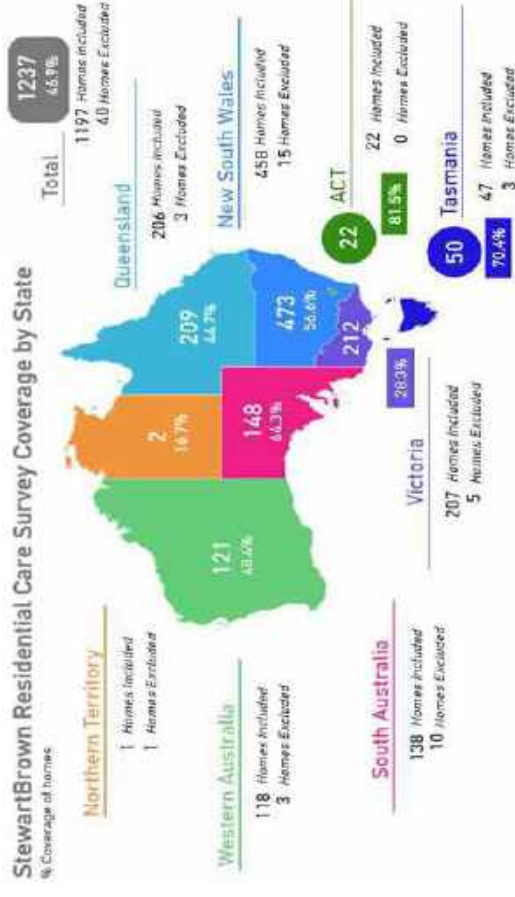 StewartBrown Residential Care Survey Coverage by State
% Coverage of homes
Total
1237
46.9%
1197 Homes Included
40 Homes Excluded
Northern Territory
1 Homes Included
1 Homes Excluded
Queensland
206 Homes Included
3 Homes Excluded
Western Australia
118 Homes Included
3 Homes Excluded
New South Wales
458 Homes Included
15 Homes Excluded
South Australia
138 Homes Included
10 Homes Excluded
Victoria
28.3%
207 Homes Included
5 Homes Excluded
22
ACT
81.5%
22 Homes Included
0 Homes Excluded
50
Tasmania
70.4%
47 Homes Included
3 Homes Excluded
121
48.4%
2
16.7%
209
44.7%
148
473
56.6%
212